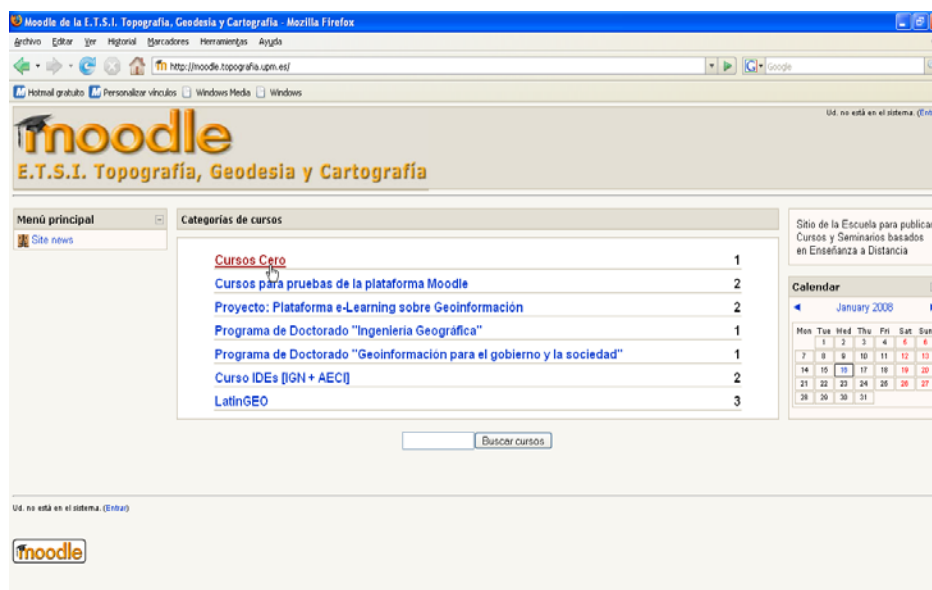 Moodle de la E.T.S.I. Topografía, Geodesia y Cartografía - Mozilla Firefox
Archivo Editar Ver Historial Marcadores Herramientas Ayuda
http://moodle.topografia.upm.es/
Google
Hotmail gratuito Personalizar vínculos Windows Media Windows
Ud. no está en el sistema. (Ent
moodle
E.T.S.I. Topografía, Geodesia y Cartografía
Menú principal
Site news
Categorías de cursos
Cursos Cero 1
Cursos para pruebas de la plataforma Moodle 2
Proyecto: Plataforma e-Learning sobre Geoinformación 2
Programa de Doctorado "Ingeniería Geográfica" 1
Programa de Doctorado "Geoinformación para el gobierno y la sociedad" 1
Curso IDEs [IGN + AECI] 2
LatinGEO 3
Buscar cursos
Sitio de la Escuela para publicar
Cursos y Seminarios basados
en Enseñanza a Distancia
Calendar
January 2008
Mon Tue Wed Thu Fri Sat Sun
1 2 3 4 5 6
7 8 9 10 11 12 13
14 15 16 17 18 19 20
21 22 23 24 25 26 27
28 29 30 31
Ud. no está en el sistema. (Entrar)
moodle